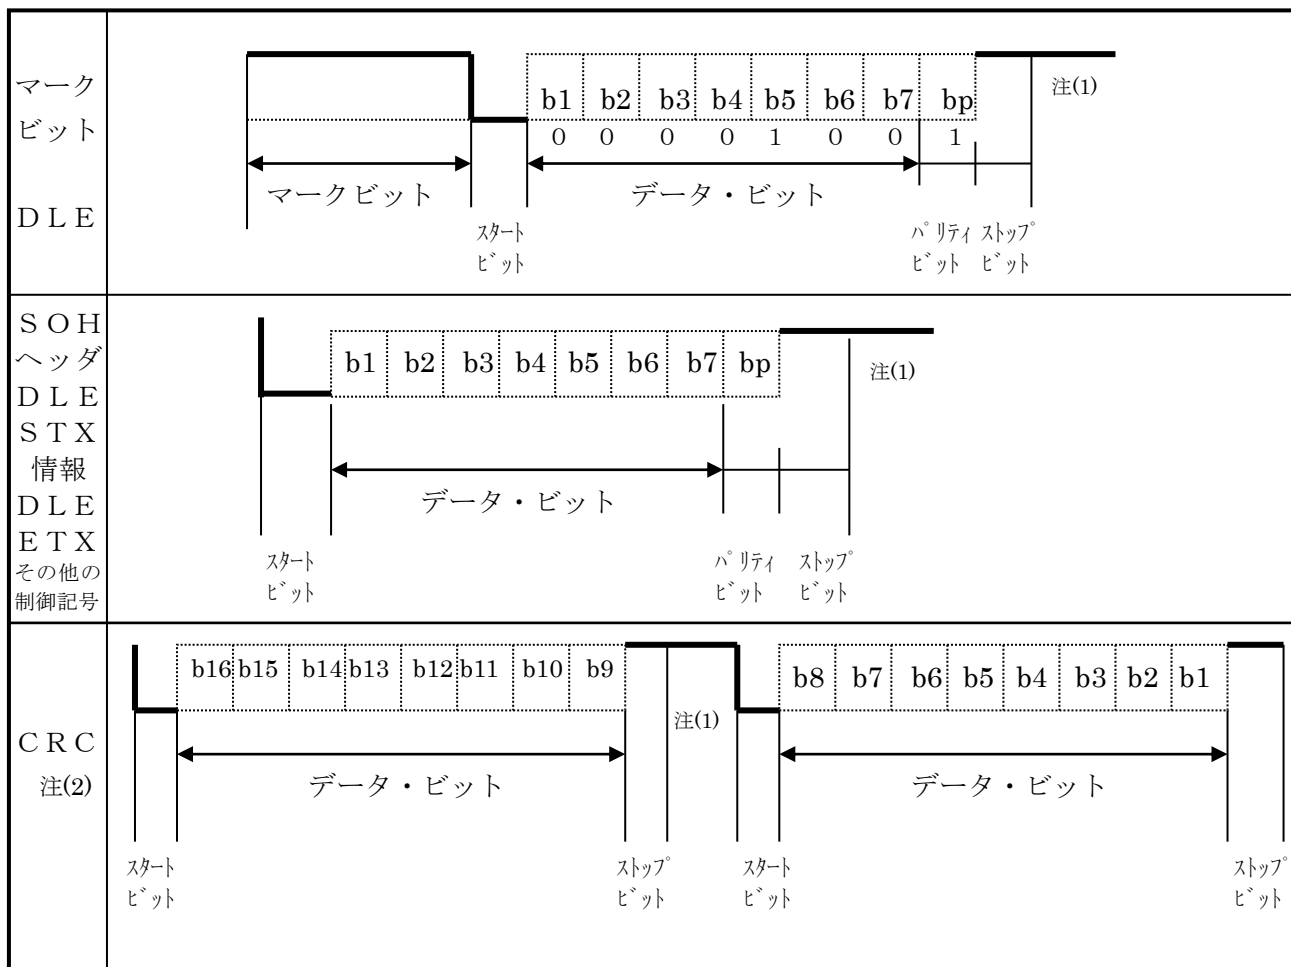 マーク
ビット
ＤＬＥ
b1 b2 b3 b4 b5 b6 b7 bp
0 0 0 0 1 0 0 1
注(1)
マークビット
データ・ビット
ｽﾀｰﾄ
ﾋﾞｯﾄ
ﾊﾟﾘﾃｨ
ﾋﾞｯﾄ
ｽﾄｯﾌﾟ
ﾋﾞｯﾄ
ＳＯＨ
ヘッダ
ＤＬＥ
ＳＴＸ
情報
ＤＬＥ
ＥＴＸ
その他の
制御記号
b1 b2 b3 b4 b5 b6 b7 bp
注(1)
データ・ビット
ｽﾀｰﾄ
ﾋﾞｯﾄ
ﾊﾟﾘﾃｨ
ﾋﾞｯﾄ
ｽﾄｯﾌﾟ
ﾋﾞｯﾄ
ＣＲＣ
注(2)
b16 b15 b14 b13 b12 b11 b10 b9
注(1)
b8 b7 b6 b5 b4 b3 b2 b1
データ・ビット
データ・ビット
ｽﾀｰﾄ
ﾋﾞｯﾄ
ｽﾄｯﾌﾟ
ﾋﾞｯﾄ
ｽﾀｰﾄ
ﾋﾞｯﾄ
ｽﾄｯﾌﾟ
ﾋﾞｯﾄ